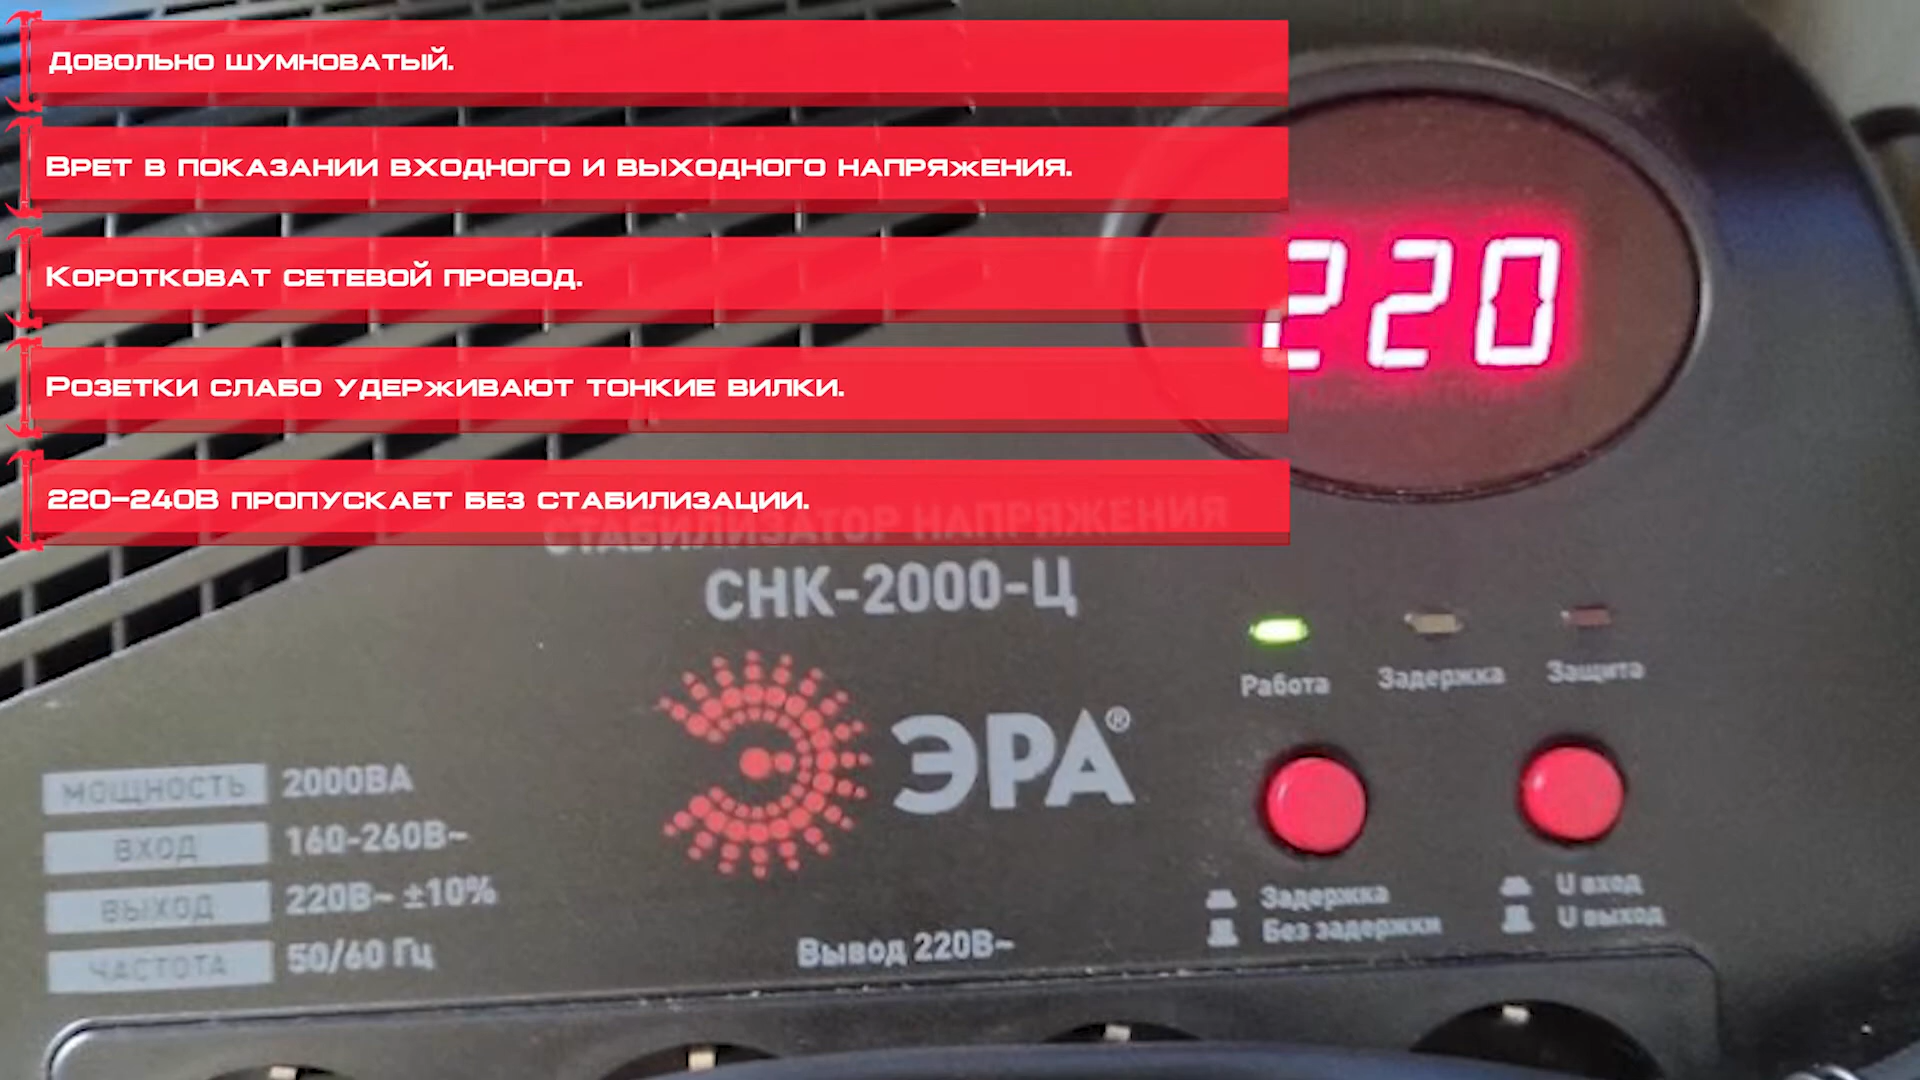 Довольно шумноватый.
Врет в показании входного и выходного напряжения.
Коротковат сетевой провод.
Розетки слабо удерживают тонкие вилки.
220-240В пропускает без стабилизации.
220
СТАБИЛИЗАТОР НАПРЯЖЕНИЯ
СНК-2000-Ц
Работа Задержка Защита
ЭРА®
МОЩНОСТЬ 2000ВА
ВХОД 160-260В~
ВЫХОД 220В~ ±10%
ЧАСТОТА 50/60 Гц
Задержка
Без задержки
U вход
U выход
Вывод 220В~